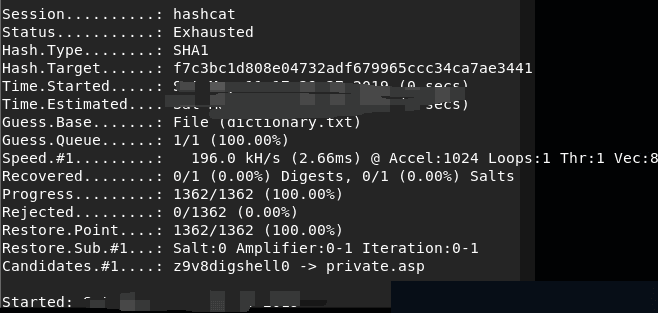 Session..........: hashcat
Status...........: Exhausted
Hash.Type........: SHA1
Hash.Target......: f7c3bc1d808e04732adf679965ccc34ca7ae3441
Time.Started.....: 2019 (0 secs)
Time.Estimated...: (0 secs)
Guess.Base.......: File (dictionary.txt)
Guess.Queue......: 1/1 (100.00%)
Speed.#1.........:   196.0 kH/s (2.66ms) @ Accel:1024 Loops:1 Thr:1 Vec:8
Recovered........: 0/1 (0.00%) Digests, 0/1 (0.00%) Salts
Progress.........: 1362/1362 (100.00%)
Rejected.........: 0/1362 (0.00%)
Restore.Point....: 1362/1362 (100.00%)
Restore.Sub.#1...: Salt:0 Amplifier:0-1 Iteration:0-1
Candidates.#1....: z9v8digshell0 -> private.asp
Started: